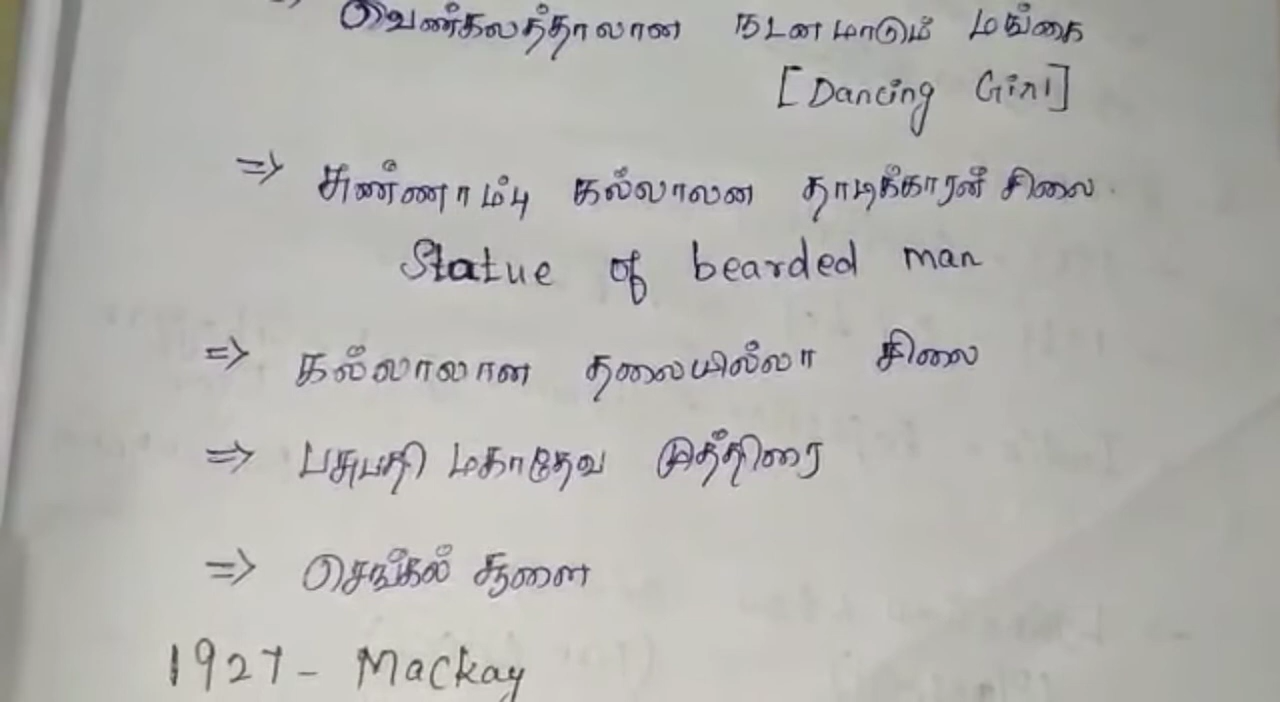 வெண்கலத்தாலான நடனமாடும் மங்கை
[Dancing Girl]
=> சுண்ணாம்பு கல்லாலன தாடிக்காரன் சிலை
Statue of bearded man
=> கல்லாலான தலையில்லா சிலை
=> பசுபதி மகாதேவ முத்திரை
=> செங்கல் சூளை
1927 - Mackay